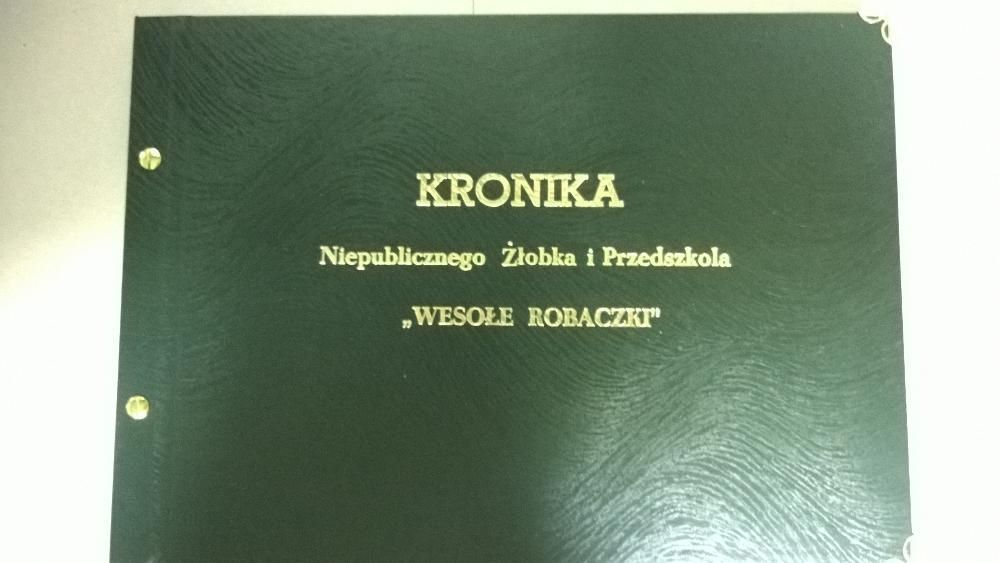 KRONIKA
Niepublicznego Żłobka i Przedszkola
„WESOŁE ROBACZKI"